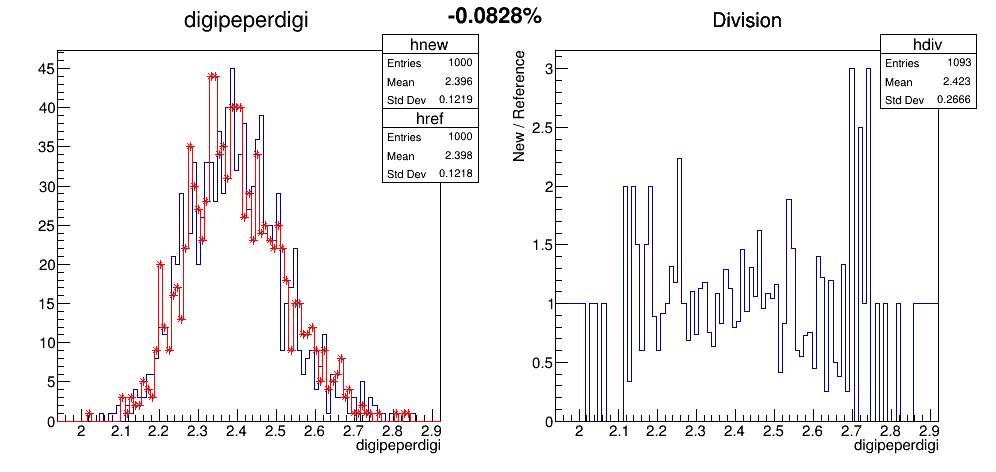 -0.0828%
digipeperdigi
hnew
Entries 1000
Mean 2.396
Std Dev 0.1219
href
Entries 1000
Mean 2.398
Std Dev 0.1218
45
40
35
30
25
20
15
10
5
0
2 2.1 2.2 2.3 2.4 2.5 2.6 2.7 2.8 2.9
digipeperdigi
Division
hdiv
Entries 1093
Mean 2.423
Std Dev 0.2666
New / Reference
3
2.5
2
1.5
1
0.5
0
2 2.1 2.2 2.3 2.4 2.5 2.6 2.7 2.8 2.9
digipeperdigi